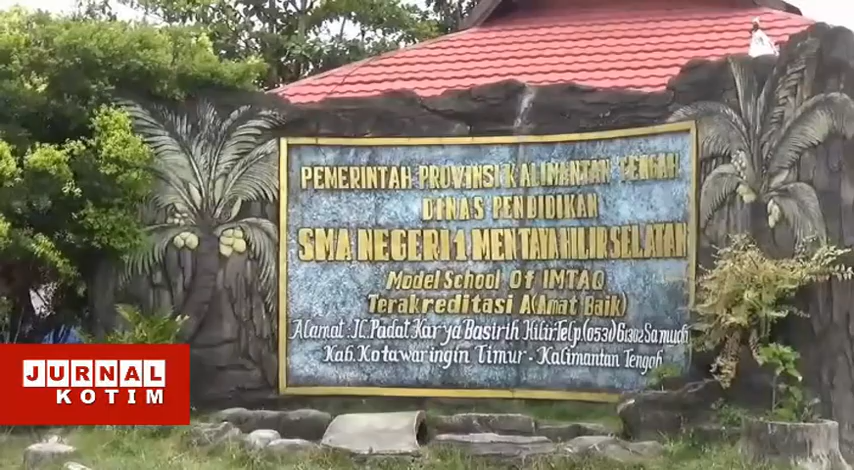 PEMERINTAH PROVINSI KALIMANTAN TENGAH
DINAS PENDIDIKAN
SMA NEGERI 1 MENTAYA HILIR SELATAN
MODEL SCHOOL OF IMTAQ
TERAKREDITASI A (AMAT BAIK)
Alamat : JL. Padat Karya Basirih Hilir Telp. (0531) 61302 Samuda
Kab. Kotawaringin Timur - Kalimantan Tengah
JURNAL
KOTIM